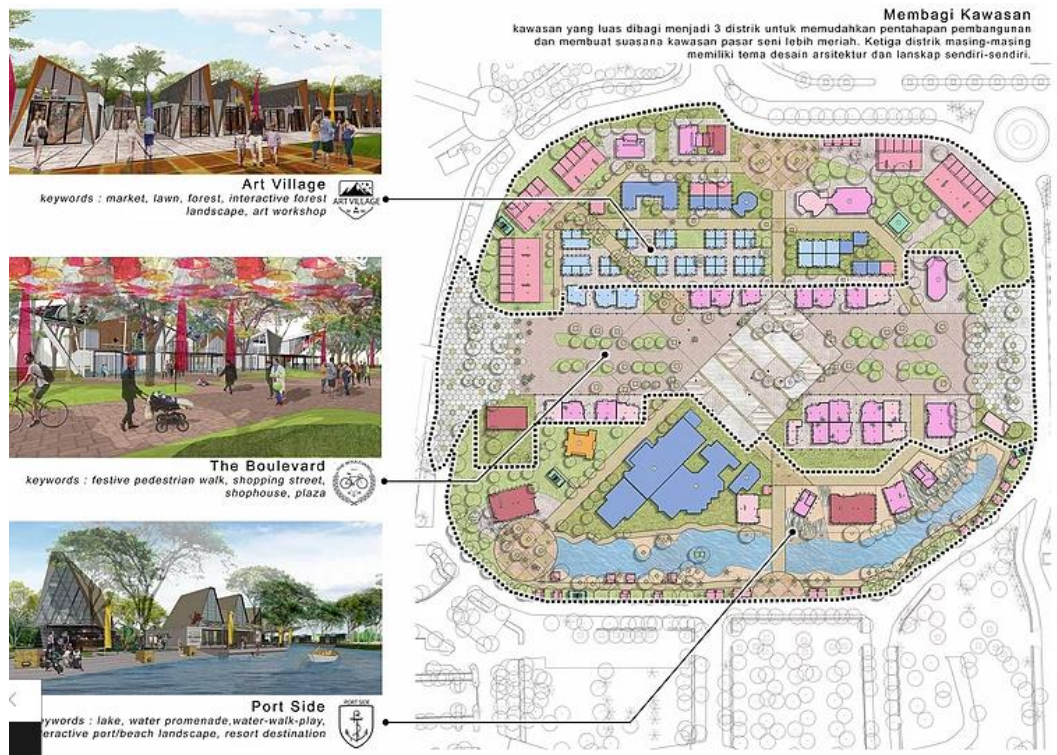 Membagi Kawasan
kawasan yang luas dibagi menjadi 3 distrik untuk memudahkan pentahapan pembangunan
dan membuat suasana kawasan pasar seni lebih meriah. Ketiga distrik masing-masing
memiliki tema desain arsitektur dan lanskap sendiri-sendiri.
Art Village
keywords : market, lawn, forest, interactive forest
landscape, art workshop
ART VILLAGE
The Boulevard
keywords : festive pedestrian walk, shopping street,
shophouse, plaza
Port Side
eywords : lake, water promenade,water-walk-play,
eractive port/beach landscape, resort destination
PORT SIDE